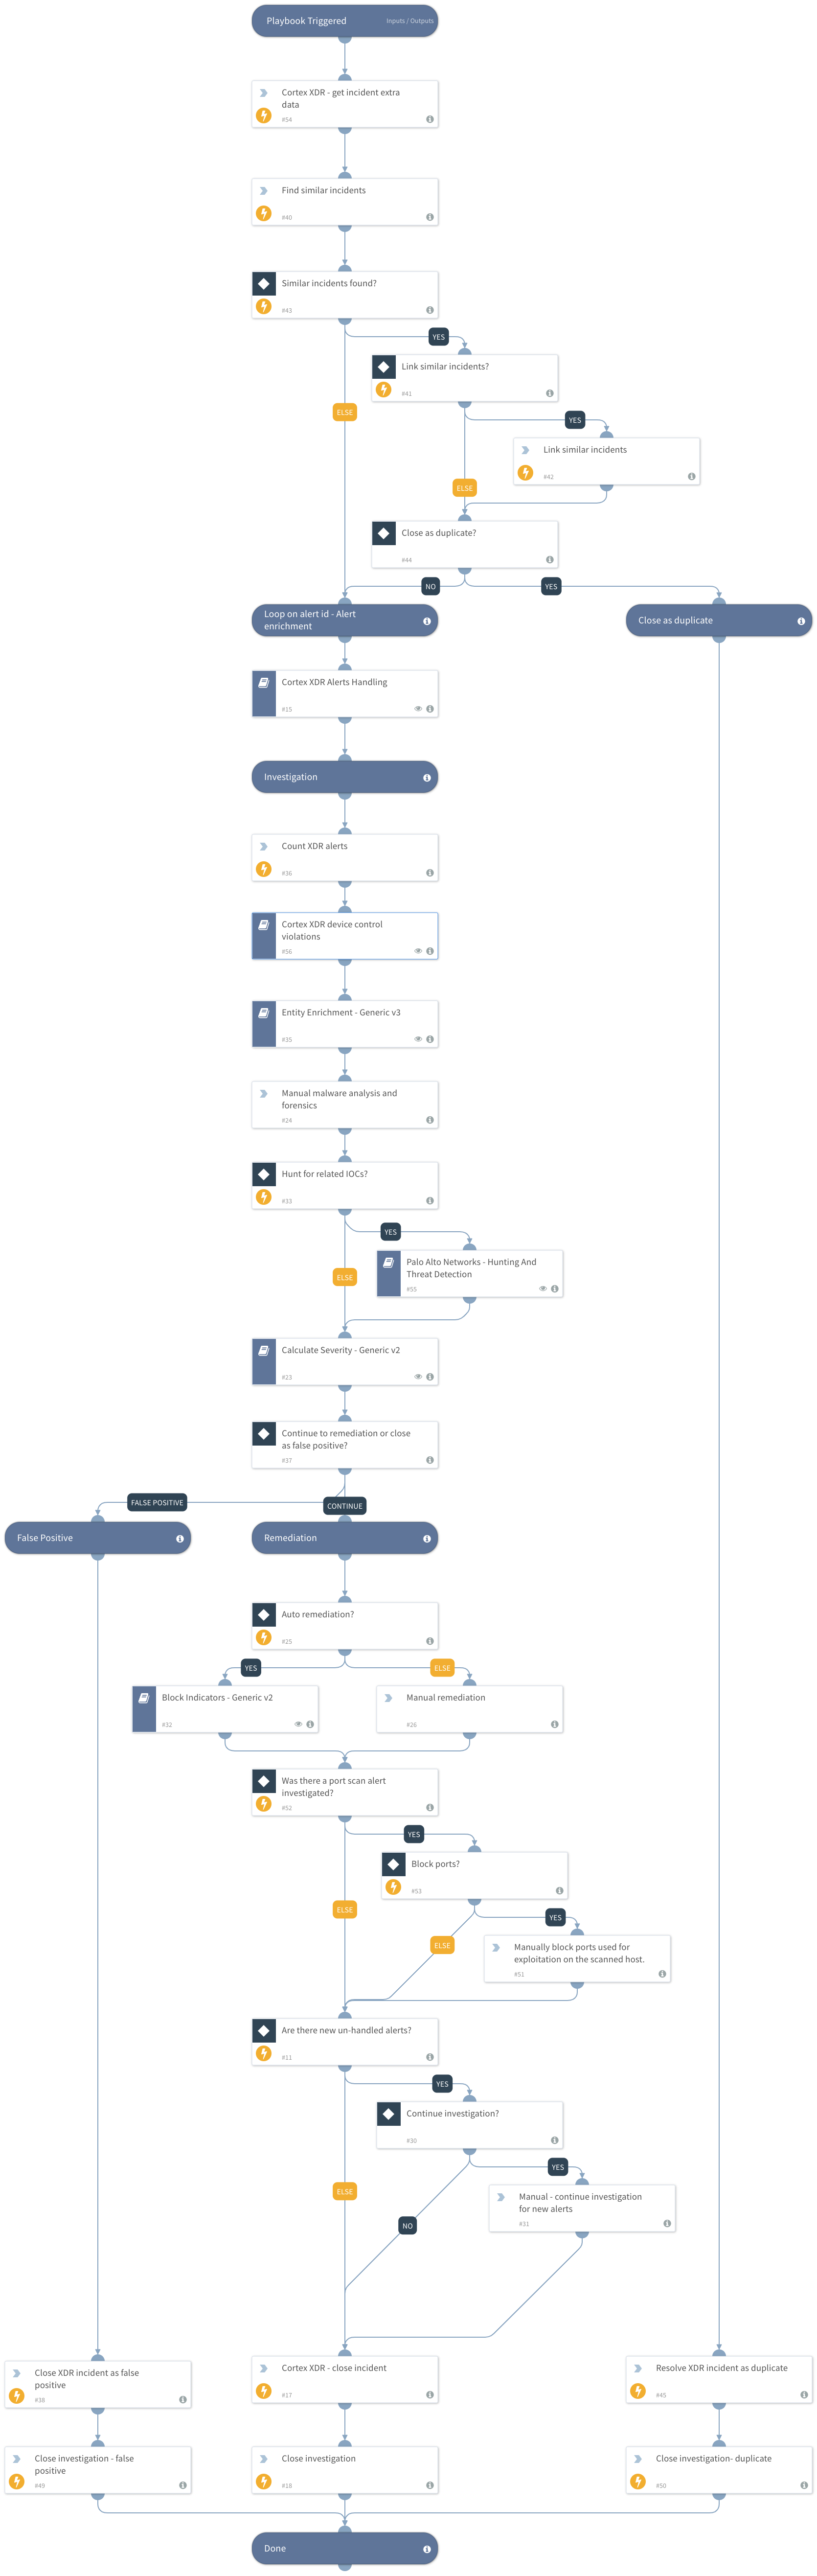 Playbook Triggered
Inputs / Outputs
Cortex XDR - get incident extra
data
#54
Find similar incidents
#40
Similar incidents found?
#43
YES
Link similar incidents?
#41
ELSE
YES
Link similar incidents
#42
ELSE
Close as duplicate?
#44
NO
YES
Loop on alert id - Alert
enrichment
Close as duplicate
Cortex XDR Alerts Handling
#15
Investigation
Count XDR alerts
#36
Cortex XDR device control
violations
#56
Entity Enrichment - Generic v3
#35
Manual malware analysis and
forensics
#24
Hunt for related IOCs?
#33
YES
Palo Alto Networks - Hunting And
Threat Detection
#55
ELSE
Calculate Severity - Generic v2
#23
Continue to remediation or close
as false positive?
#37
FALSE POSITIVE
CONTINUE
False Positive
Remediation
Auto remediation?
#25
YES
ELSE
Block Indicators - Generic v2
#32
Manual remediation
#26
Was there a port scan alert
investigated?
#52
YES
Block ports?
#53
ELSE
YES
ELSE
Manually block ports used for
exploitation on the scanned host.
#51
Are there new un-handled alerts?
#11
YES
Continue investigation?
#30
YES
ELSE
Manual - continue investigation
for new alerts
#31
NO
Close XDR incident as false
positive
#38
Cortex XDR - close incident
#17
Resolve XDR incident as duplicate
#45
Close investigation - false
positive
#49
Close investigation
#18
Close investigation- duplicate
#50
Done